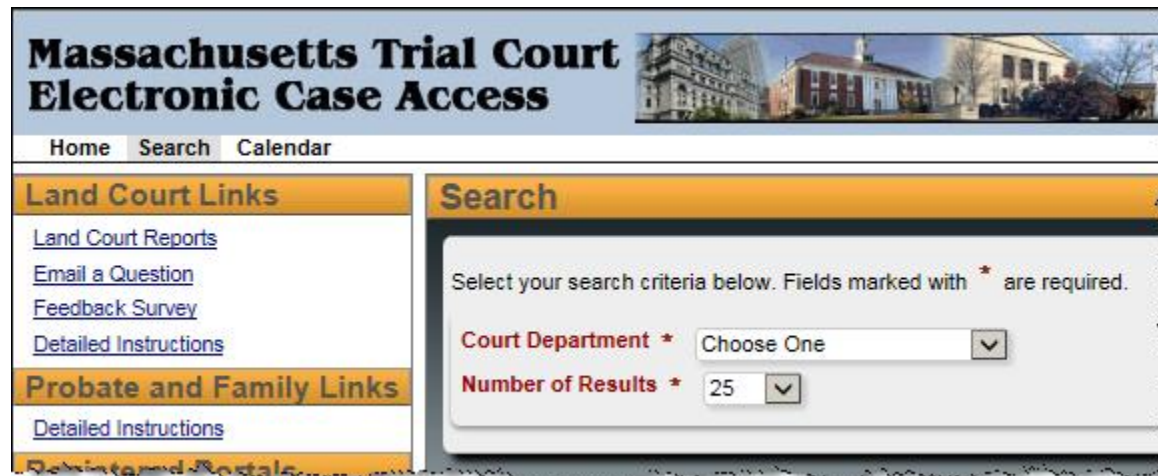 Massachusetts Trial Court
Electronic Case Access
Home Search Calendar
Land Court Links
Land Court Reports
Email a Question
Feedback Survey
Detailed Instructions
Probate and Family Links
Detailed Instructions
Search
Select your search criteria below. Fields marked with * are required.
Court Department * Choose One
Number of Results * 25